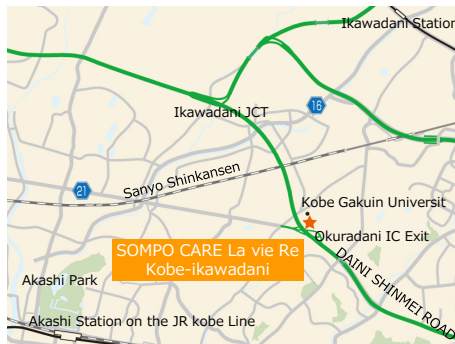 Ikawadani Station
16
Ikawadani JCT
Sanyo Shinkansen
21
Kobe Gakuin Universit
Okuradani IC Exit
SOMPO CARE La vie Re
Kobe-ikawadani
DAINI SHINMEI ROAD
Akashi Park
Akashi Station on the JR kobe Line